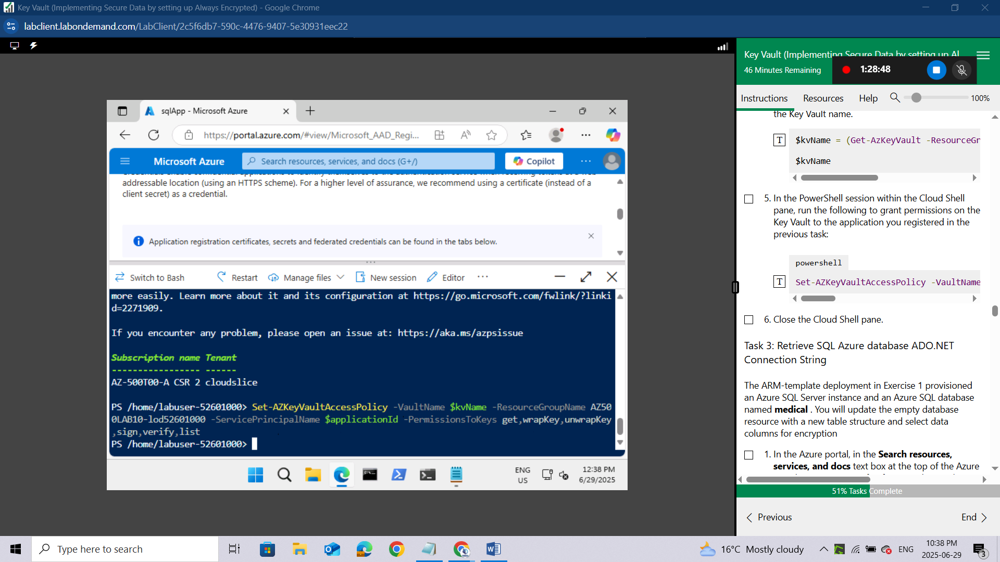 Key Vault (Implementing Secure Data by setting up Always Encrypted) - Google Chrome
labclient.labondemand.com/LabClient/2c5f6db7-590c-4476-9407-5e30931eec22
sqlApp - Microsoft Azure
https://portal.azure.com/#view/Microsoft_AAD_Regi...
Microsoft Azure
Search resources, services, and docs (G+/)
Copilot
addressable location (using an HTTPS scheme). For a higher level of assurance, we recommend using a certificate (instead of a
client secret) as a credential.
Application registration certificates, secrets and federated credentials can be found in the tabs below.
Switch to Bash
Restart
Manage files
New session
Editor
more easily. Learn more about it and its configuration at https://go.microsoft.com/fwlink/?linki
d=2271909.
If you encounter any problem, please open an issue at: https://aka.ms/azpsissue
Subscription name Tenant
----------------- ------
AZ-500T00-A CSR 2 cloudslice
PS /home/labuser-52601000> Set-AZKeyVaultAccessPolicy -VaultName $kvName -ResourceGroupName AZ50
0LAB10-lod52601000 -ServicePrincipalName $applicationId -PermissionsToKeys get,wrapKey,unwrapKey
,sign,verify,list
PS /home/labuser-52601000>
ENG
US
12:38 PM
6/29/2025
Key Vault (Implementing Secure Data by setting up Al
46 Minutes Remaining
1:28:48
Instructions
Resources
Help
100%
the Key Vault name.
T
$kvName = (Get-AzKeyVault -ResourceGr
$kvName
5. In the PowerShell session within the Cloud Shell
pane, run the following to grant permissions on the
Key Vault to the application you registered in the
previous task:
powershell
T
Set-AZKeyVaultAccessPolicy -VaultName
6. Close the Cloud Shell pane.
Task 3: Retrieve SQL Azure database ADO.NET
Connection String
The ARM-template deployment in Exercise 1 provisioned
an Azure SQL Server instance and an Azure SQL database
named medical . You will update the empty database
resource with a new table structure and select data
columns for encryption
1. In the Azure portal, in the Search resources,
services, and docs text box at the top of the Azure
51% Tasks Complete
Previous
End
Type here to search
16°C Mostly cloudy
ENG
10:38 PM
2025-06-29
3